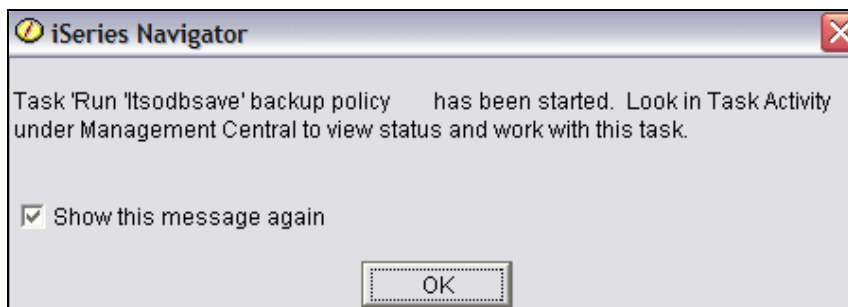 iSeries Navigator
Task 'Run 'Itsodbsave' backup policy has been started. Look in Task Activity
under Management Central to view status and work with this task.
Show this message again
OK